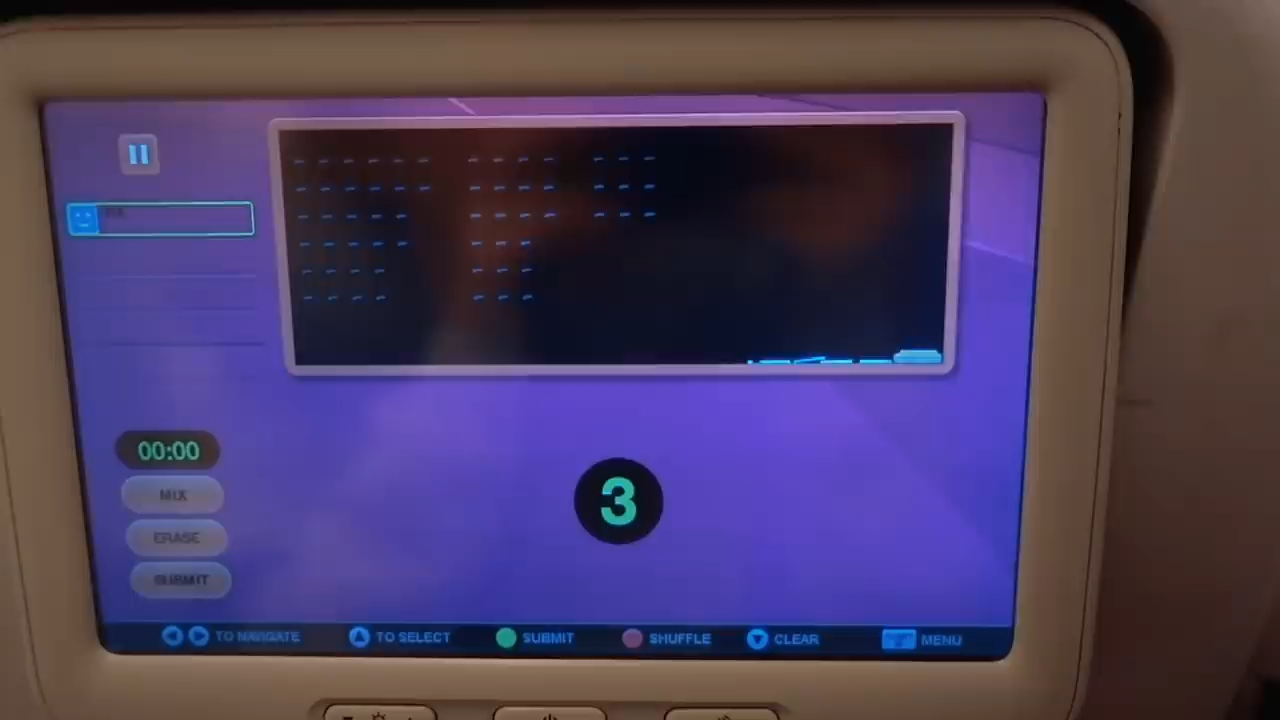 00:00
MIX
ERASE
SUBMIT
3
TO NAVIGATE TO SELECT SUBMIT SHUFFLE CLEAR MENU